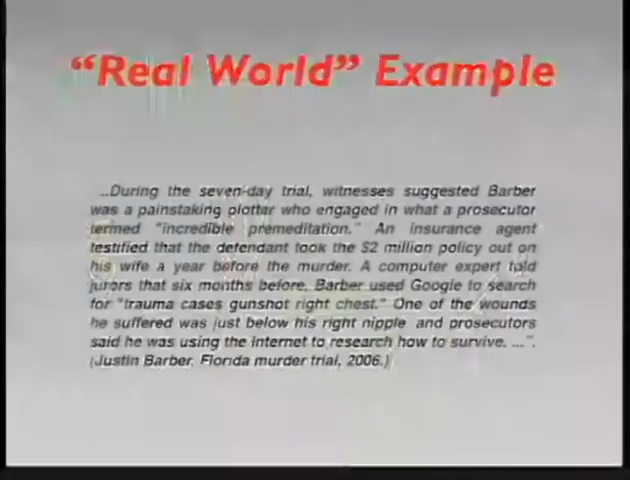 “Real World” Example
...During the seven-day trial, witnesses suggested Barber
was a painstaking plotter who engaged in what a prosecutor
termed "incredible premeditation." An insurance agent
testified that the defendant took the $2 million policy out on
his wife a year before the murder. A computer expert told
jurors that six months before, Barber used Google to search
for "trauma cases gunshot right chest." One of the wounds
he suffered was just below his right nipple and prosecutors
said he was using the Internet to research how to survive. ...".
(Justin Barber, Florida murder trial, 2006.)